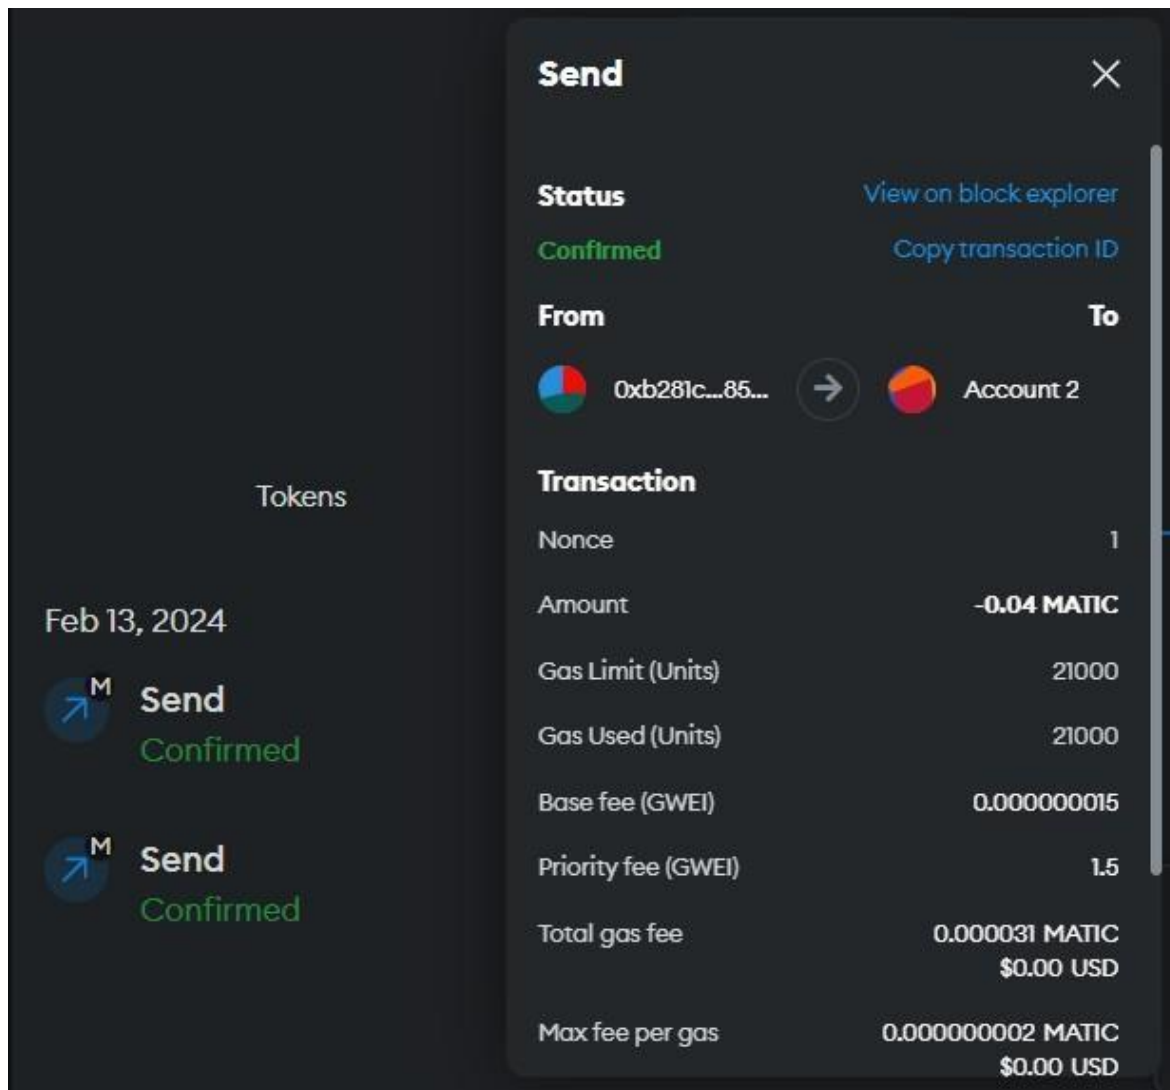 Send
Status View on block explorer
Confirmed Copy transaction ID
From To
0xb281c...85... Account 2
Transaction
Nonce 1
Amount -0.04 MATIC
Gas Limit (Units) 21000
Gas Used (Units) 21000
Base fee (GWEI) 0.000000015
Priority fee (GWEI) 1.5
Total gas fee 0.000031 MATIC
$0.00 USD
Max fee per gas 0.000000002 MATIC
$0.00 USD
Tokens
Feb 13, 2024
M
Send
Confirmed
M
Send
Confirmed